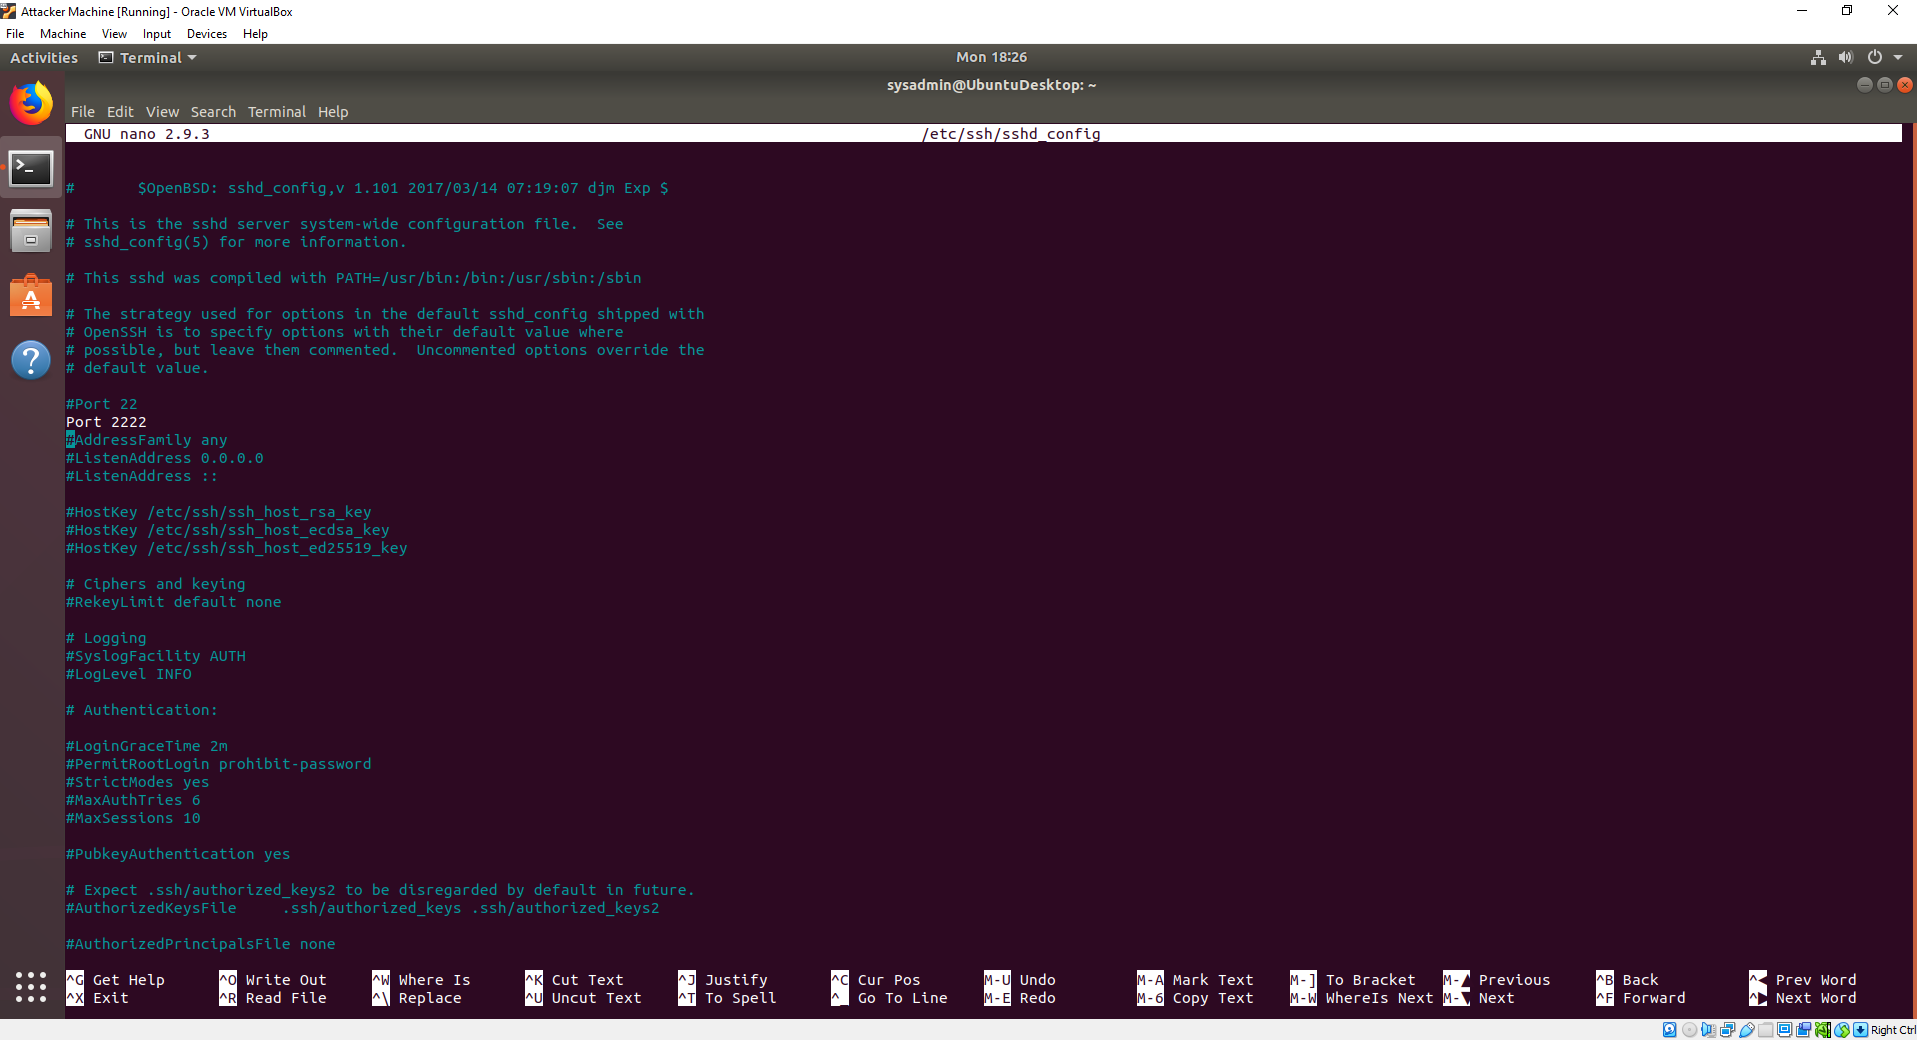 Attacker Machine [Running] - Oracle VM VirtualBox
File Machine View Input Devices Help
Activities Terminal Mon 18:26
sysadmin@UbuntuDesktop: ~
File Edit View Search Terminal Help
GNU nano 2.9.3 /etc/ssh/sshd_config
# $OpenBSD: sshd_config,v 1.101 2017/03/14 07:19:07 djm Exp $
# This is the sshd server system-wide configuration file.  See
# sshd_config(5) for more information.
# This sshd was compiled with PATH=/usr/bin:/bin:/usr/sbin:/sbin
# The strategy used for options in the default sshd_config shipped with
# OpenSSH is to specify options with their default value where
# possible, but leave them commented.  Uncommented options override the
# default value.
#Port 22
Port 2222
#AddressFamily any
#ListenAddress 0.0.0.0
#ListenAddress ::
#HostKey /etc/ssh/ssh_host_rsa_key
#HostKey /etc/ssh/ssh_host_ecdsa_key
#HostKey /etc/ssh/ssh_host_ed25519_key
# Ciphers and keying
#RekeyLimit default none
# Logging
#SyslogFacility AUTH
#LogLevel INFO
# Authentication:
#LoginGraceTime 2m
#PermitRootLogin prohibit-password
#StrictModes yes
#MaxAuthTries 6
#MaxSessions 10
#PubkeyAuthentication yes
# Expect .ssh/authorized_keys2 to be disregarded by default in future.
#AuthorizedKeysFile .ssh/authorized_keys .ssh/authorized_keys2
#AuthorizedPrincipalsFile none
^G Get Help ^O Write Out ^W Where Is ^K Cut Text ^J Justify ^C Cur Pos M-U Undo M-A Mark Text M-] To Bracket M-▲ Previous ^B Back ^◀ Prev Word
^X Exit ^R Read File ^\ Replace ^U Uncut Text ^T To Spell ^_ Go To Line M-E Redo M-6 Copy Text M-W WhereIs Next M-▼ Next ^F Forward ^▶ Next Word
Right Ctrl